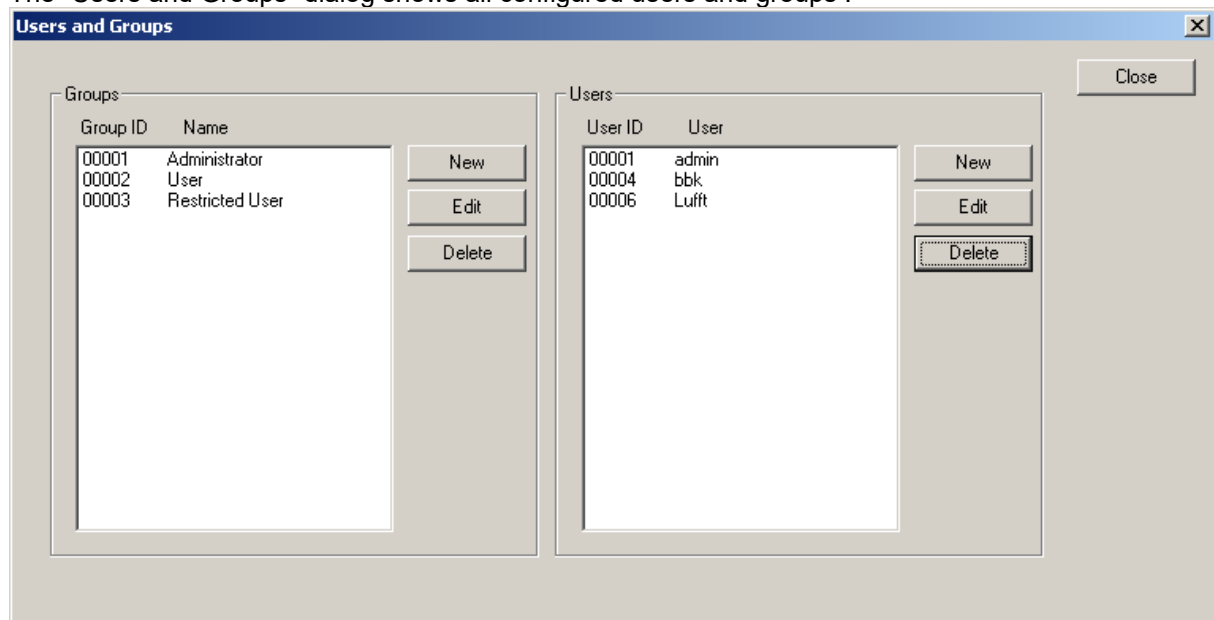 The "Users and Groups" dialog shows all configured users and groups .
Users and Groups
Close
Groups
Group ID Name
00001 Administrator
00002 User
00003 Restricted User
New
Edit
Delete
Users
User ID User
00001 admin
00004 bbk
00006 Lufft
New
Edit
Delete